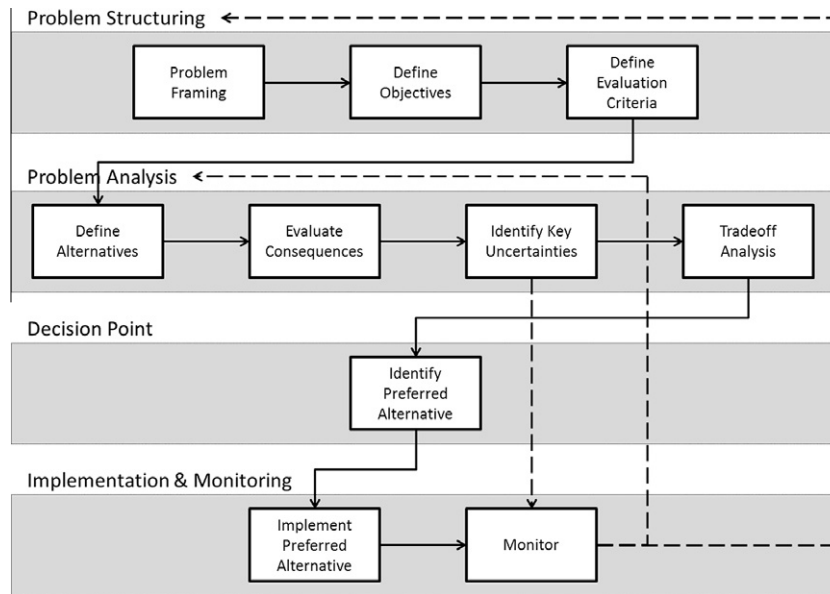 Problem Structuring
Problem
Framing
Define
Objectives
Define
Evaluation
Criteria
Problem Analysis
Define
Alternatives
Evaluate
Consequences
Identify Key
Uncertainties
Tradeoff
Analysis
Decision Point
Identify
Preferred
Alternative
Implementation & Monitoring
Implement
Preferred
Alternative
Monitor